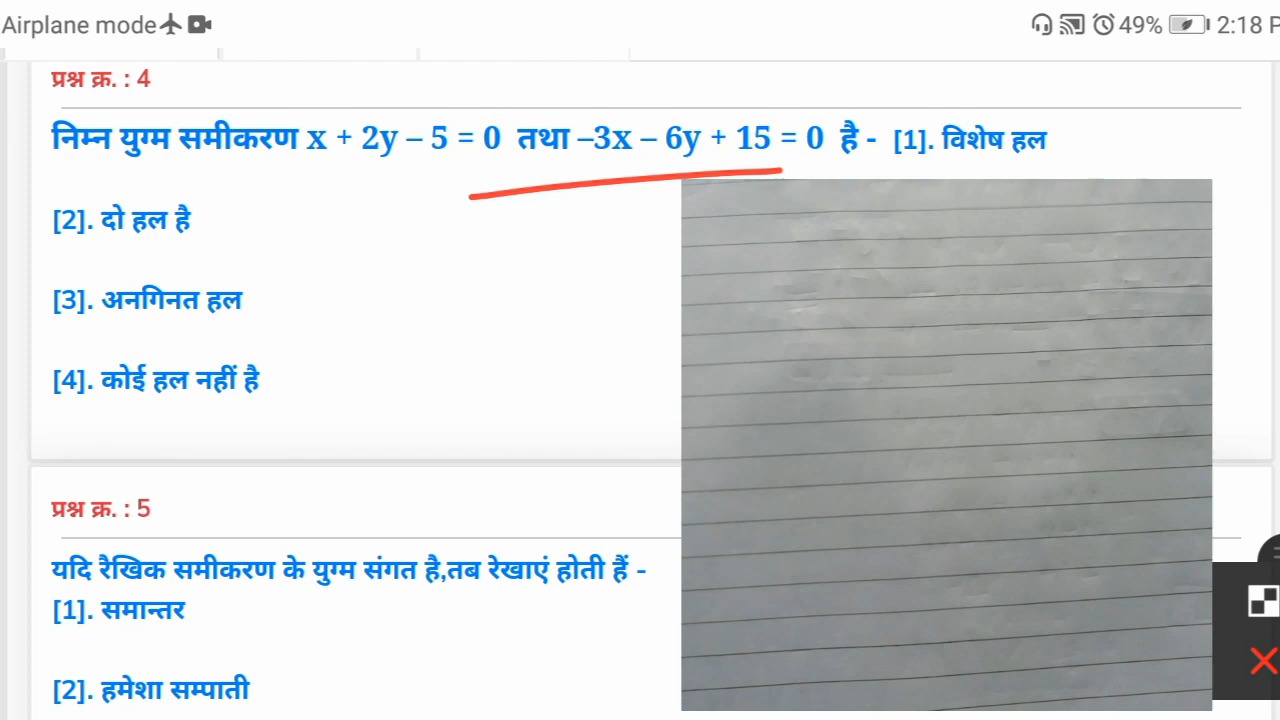 Airplane mode 49% 2:18 P
प्रश्न क्र. : 4
निम्न युग्म समीकरण x + 2y – 5 = 0 तथा –3x – 6y + 15 = 0 है - [1]. विशेष हल
[2]. दो हल है
[3]. अनगिनत हल
[4]. कोई हल नहीं है
प्रश्न क्र. : 5
यदि रैखिक समीकरण के युग्म संगत है,तब रेखाएं होती हैं -
[1]. समान्तर
[2]. हमेशा सम्पाती